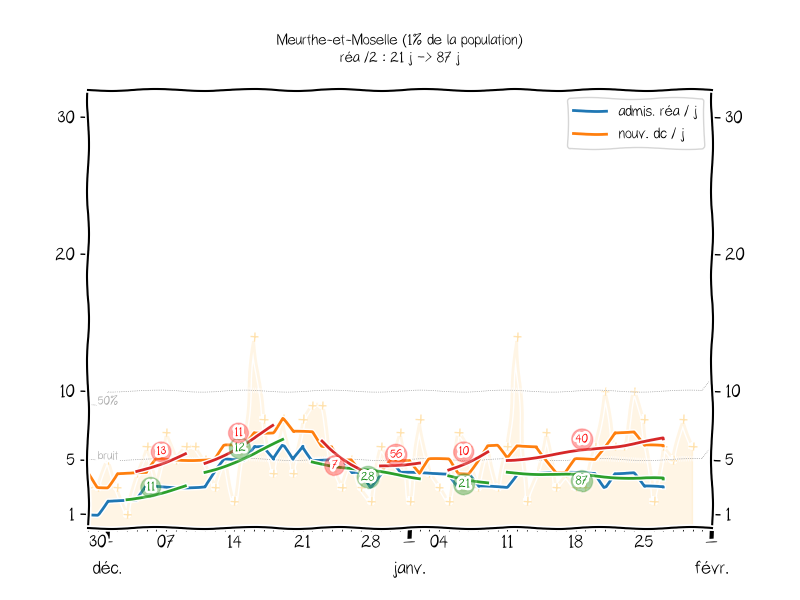 Meurthe-et-Moselle (1% de la population)
réa /2 : 21 j -> 87 j
admis. réa / j
nouv. dc / j
30 30
20 20
10 10
50%
bruit
5 5
1 1
13 11 12 11 7 28 56 10 21 40 87
30 07 14 21 28 04 11 18 25
déc. janv. févr.